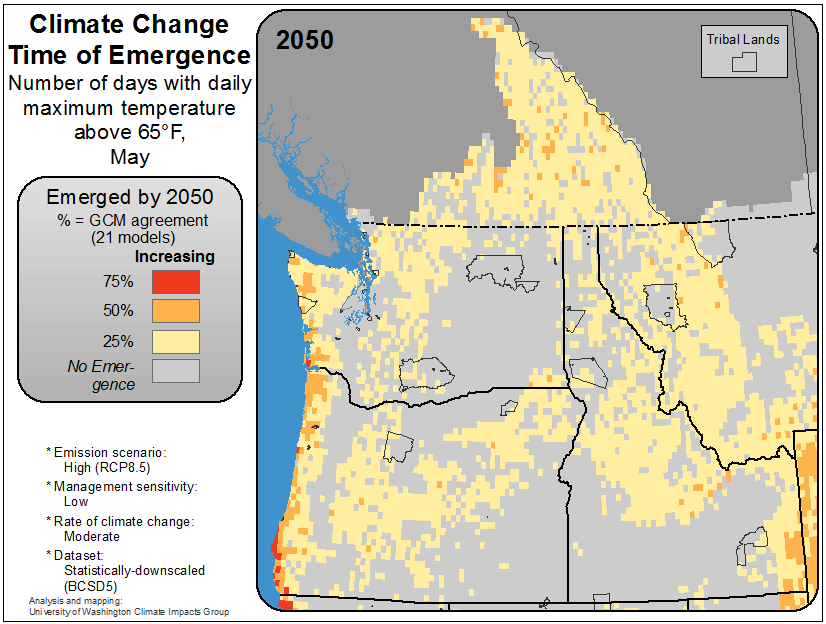 Climate Change
Time of Emergence
Number of days with daily
maximum temperature
above 65°F,
May
Emerged by 2050
% = GCM agreement
(21 models)
Increasing
75%
50%
25%
No Emer-
gence
* Emission scenario:
High (RCP8.5)
* Management sensitivity:
Low
* Rate of climate change:
Moderate
* Dataset:
Statistically-downscaled
(BCSD5)
Analysis and mapping:
University of Washington Climate Impacts Group
2050
Tribal Lands